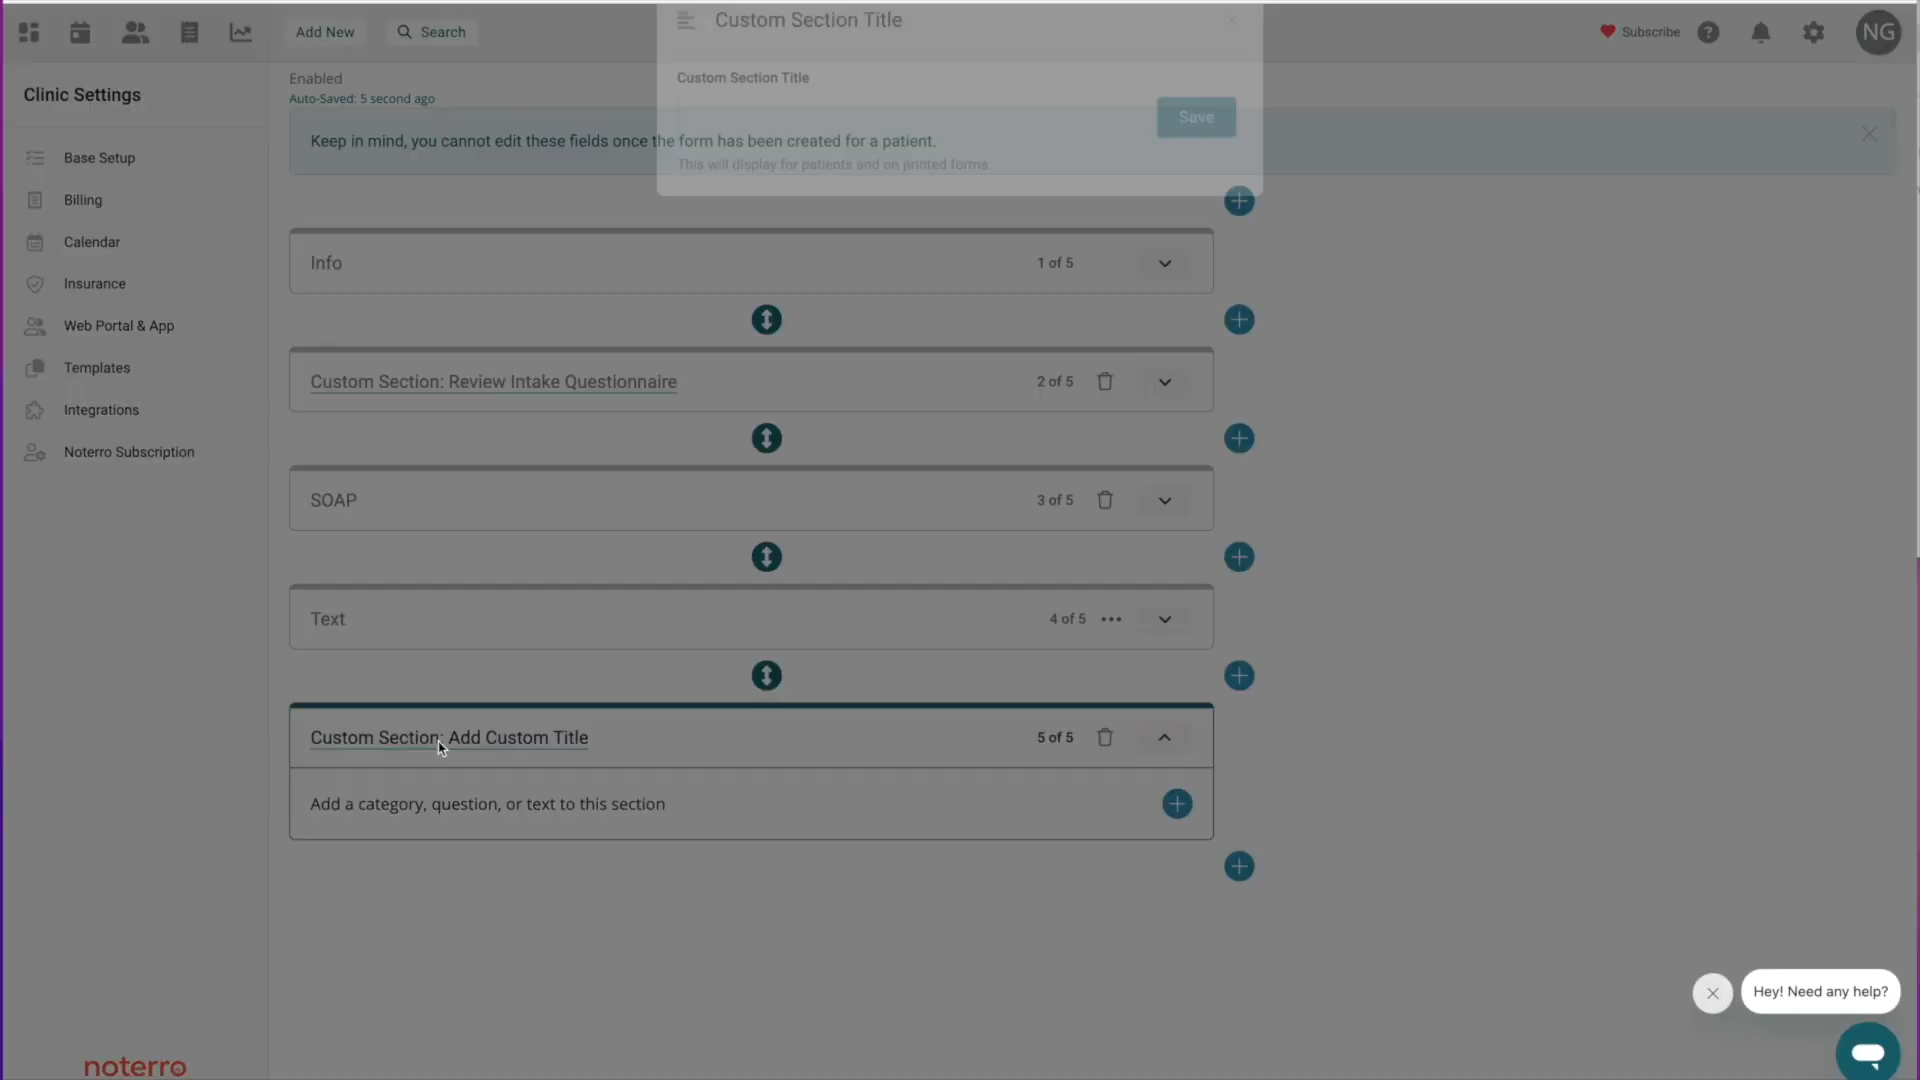 Custom Section Title
Add New
Search
Subscribe
NG
Clinic Settings
Enabled
Auto-Saved: 5 second ago
Custom Section Title
Save
Keep in mind, you cannot edit these fields once the form has been created for a patient.
This will display for patients and on printed forms.
Base Setup
Billing
Calendar
Insurance
Web Portal & App
Templates
Integrations
Noterro Subscription
Info
1 of 5
Custom Section: Review Intake Questionnaire
2 of 5
SOAP
3 of 5
Text
4 of 5
Custom Section: Add Custom Title
5 of 5
Add a category, question, or text to this section
Hey! Need any help?
noterro